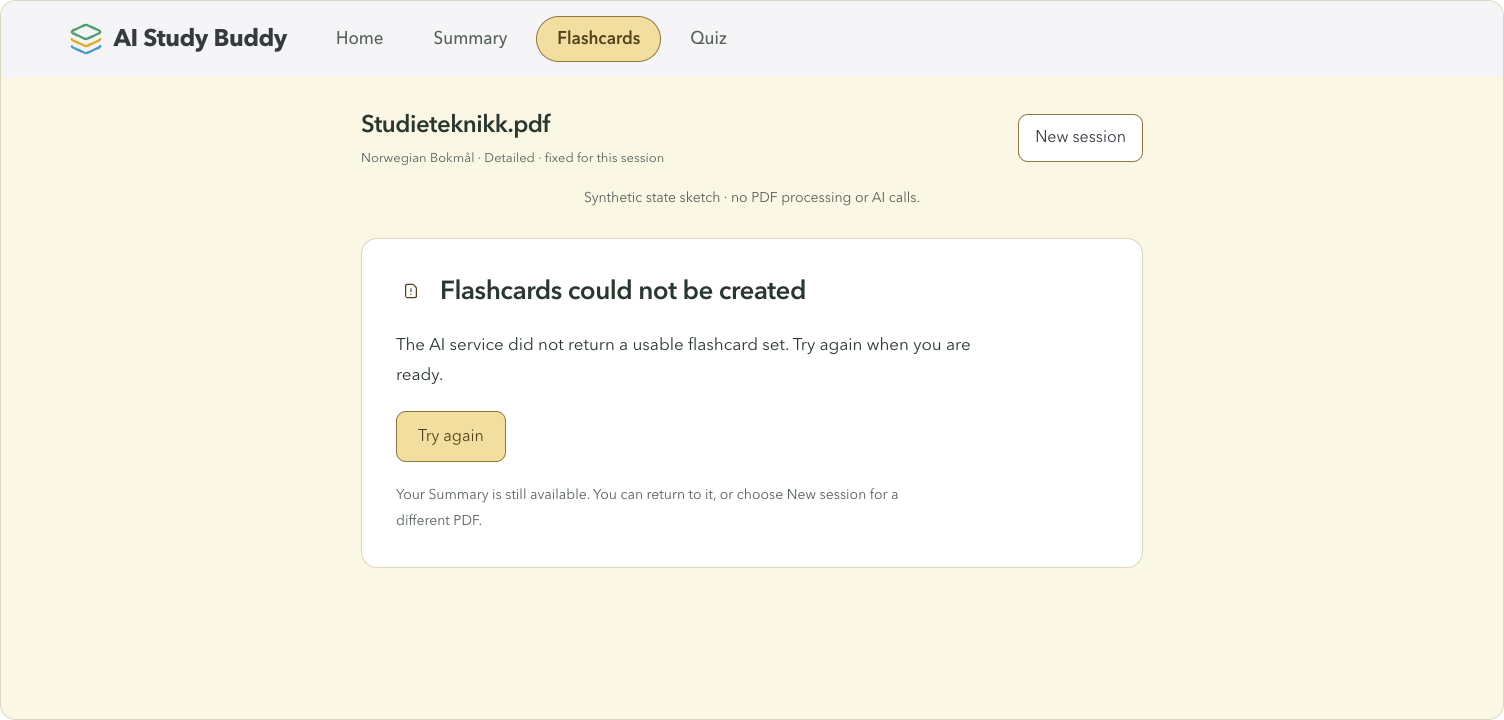 AI Study Buddy
Home
Summary
Flashcards
Quiz
Studieteknikk.pdf
New session
Norwegian Bokmål · Detailed · fixed for this session
Synthetic state sketch · no PDF processing or AI calls.
Flashcards could not be created
The AI service did not return a usable flashcard set. Try again when you are
ready.
Try again
Your Summary is still available. You can return to it, or choose New session for a
different PDF.